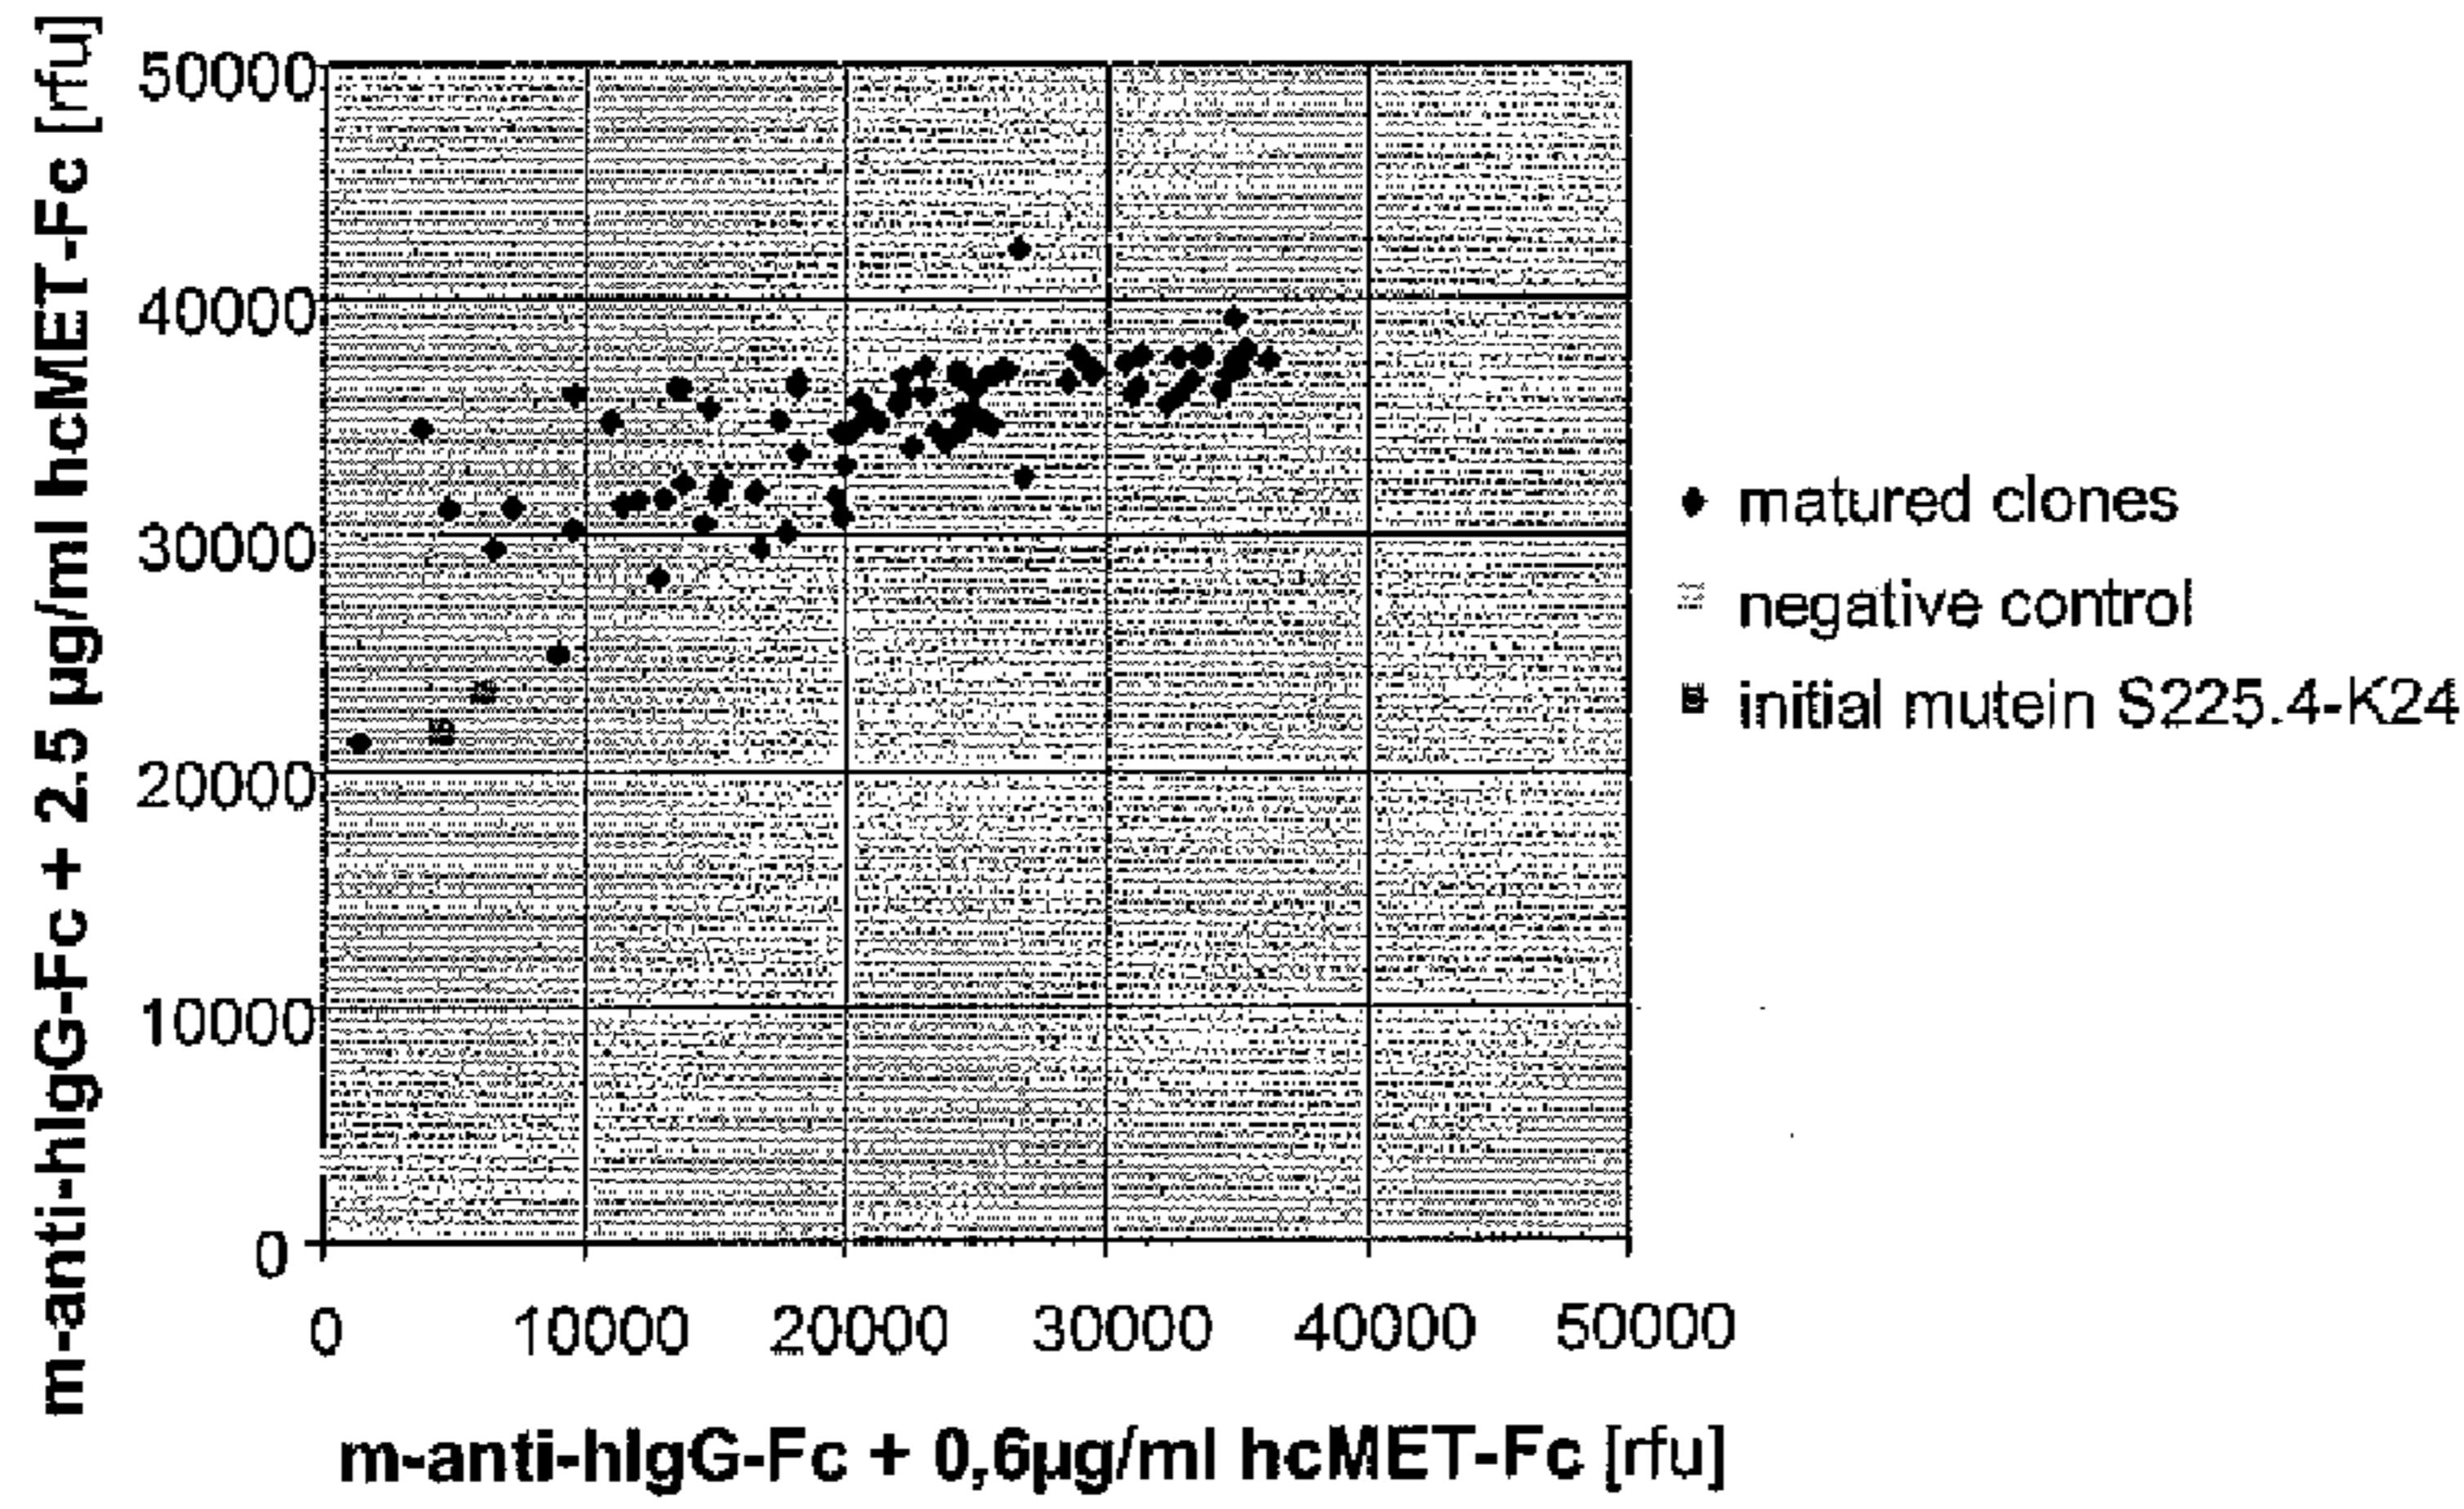 m-anti-hIgG-Fc + 2.5 µg/ml hcMET-Fc [rfu]
50000
40000
30000
20000
10000
0
0 10000 20000 30000 40000 50000
m-anti-hIgG-Fc + 0,6µg/ml hcMET-Fc [rfu]
matured clones
negative control
initial mutein S225.4-K24